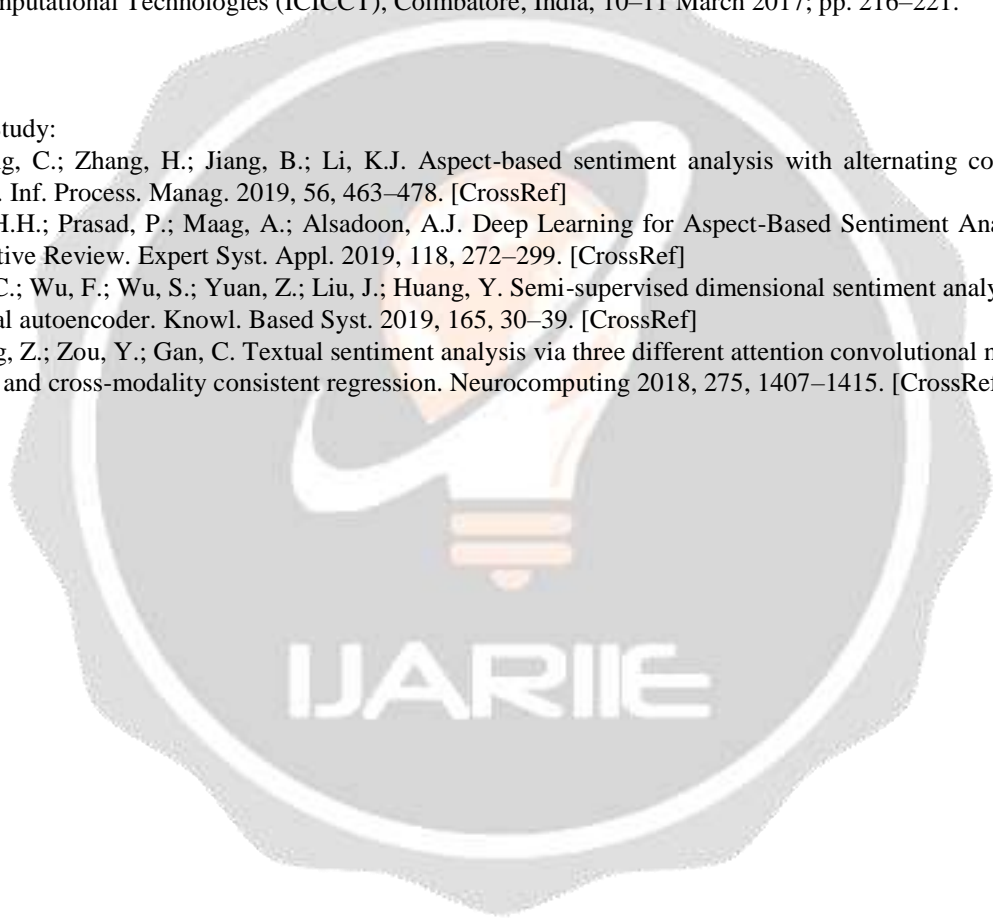 mputational Technologies (ICICCT), Coimbatore, India, 10–11 March 2017; pp. 216–221.
tudy:
g, C.; Zhang, H.; Jiang, B.; Li, K.J. Aspect-based sentiment analysis with alternating co
. Inf. Process. Manag. 2019, 56, 463–478. [CrossRef]
H.H.; Prasad, P.; Maag, A.; Alsadoon, A.J. Deep Learning for Aspect-Based Sentiment Ana
tive Review. Expert Syst. Appl. 2019, 118, 272–299. [CrossRef]
C.; Wu, F.; Wu, S.; Yuan, Z.; Liu, J.; Huang, Y. Semi-supervised dimensional sentiment analy
al autoencoder. Knowl. Based Syst. 2019, 165, 30–39. [CrossRef]
g, Z.; Zou, Y.; Gan, C. Textual sentiment analysis via three different attention convolutional n
and cross-modality consistent regression. Neurocomputing 2018, 275, 1407–1415. [CrossRef
IJARIIE